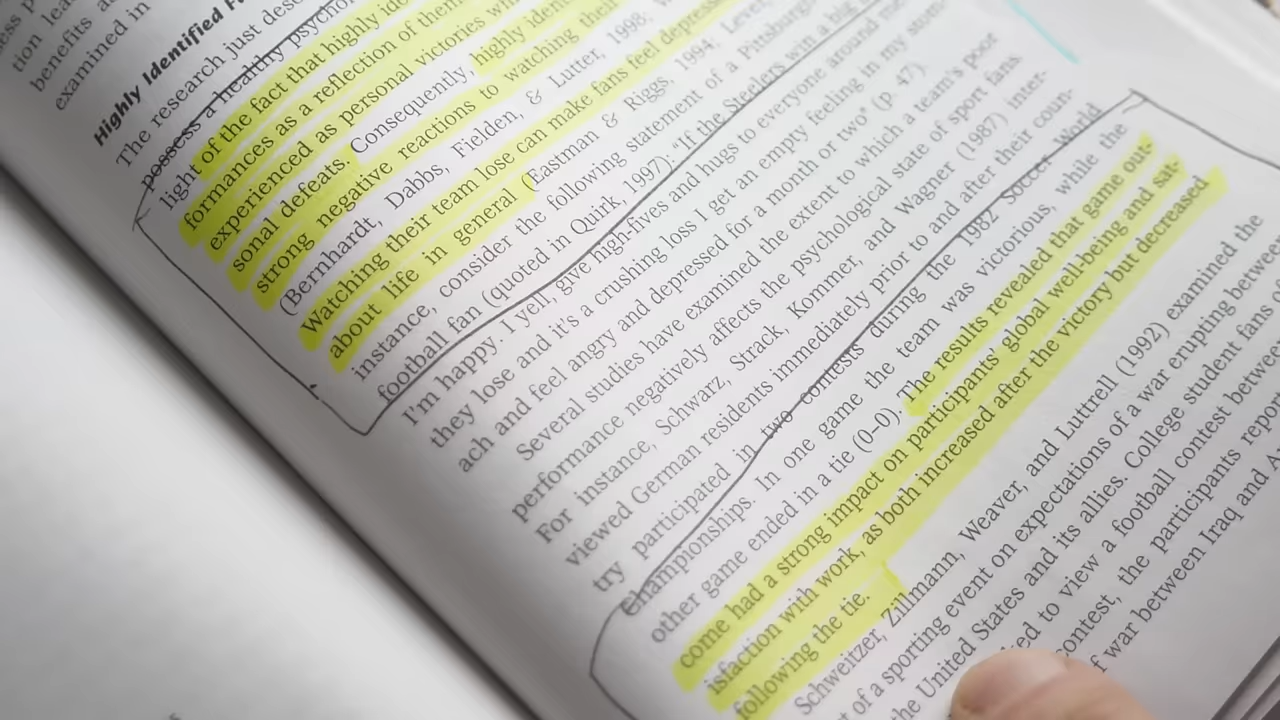 tion lea
benefits a
examined in
Highly Identified F
The research just desc
possess a healthy psychol
light of the fact that highly ide
formances as a reflection of them
experienced as personal victories wh
sonal defeats. Consequently, highly ident
strong negative reactions to watching their
(Bernhardt, Dabbs, Fielden, & Lutter, 1998;
Watching their team lose can make fans feel depress
about life in general (Eastman & Riggs, 1994; Lever,
instance, consider the following statement of a Pittsburgh
football fan (quoted in Quirk, 1997): "If the Steelers win a big
I'm happy. I yell, give high-fives and hugs to everyone around me
they lose and it's a crushing loss I get an empty feeling in my stom-
ach and feel angry and depressed for a month or two" (p. 47).
Several studies have examined the extent to which a team's poor
performance negatively affects the psychological state of sport fans.
For instance, Schwarz, Strack, Kommer, and Wagner (1987) inter-
viewed German residents immediately prior to and after their coun-
try participated in two contests during the 1982 Soccer World
Championships. In one game the team was victorious, while the
other game ended in a tie (0–0). The results revealed that game out-
come had a strong impact on participants' global well-being and sat-
isfaction with work, as both increased after the victory but decreased
following the tie.
Schweitzer, Zillmann, Weaver, and Luttrell (1992) examined the
t of a sporting event on expectations of a war erupting betwee
he United States and its allies. College student fans o
ed to view a football contest betwee
contest, the participants repor
f war between Iraq and A